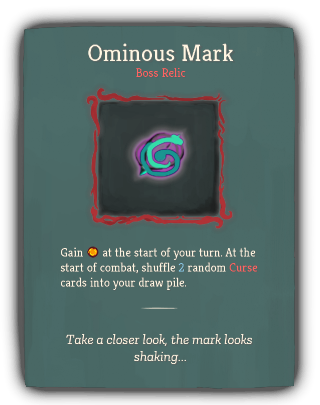 Ominous Mark
Boss Relic
Gain at the start of your turn. At the
start of combat, shuffle 2 random Curse
cards into your draw pile.
Take a closer look, the mark looks
shaking...